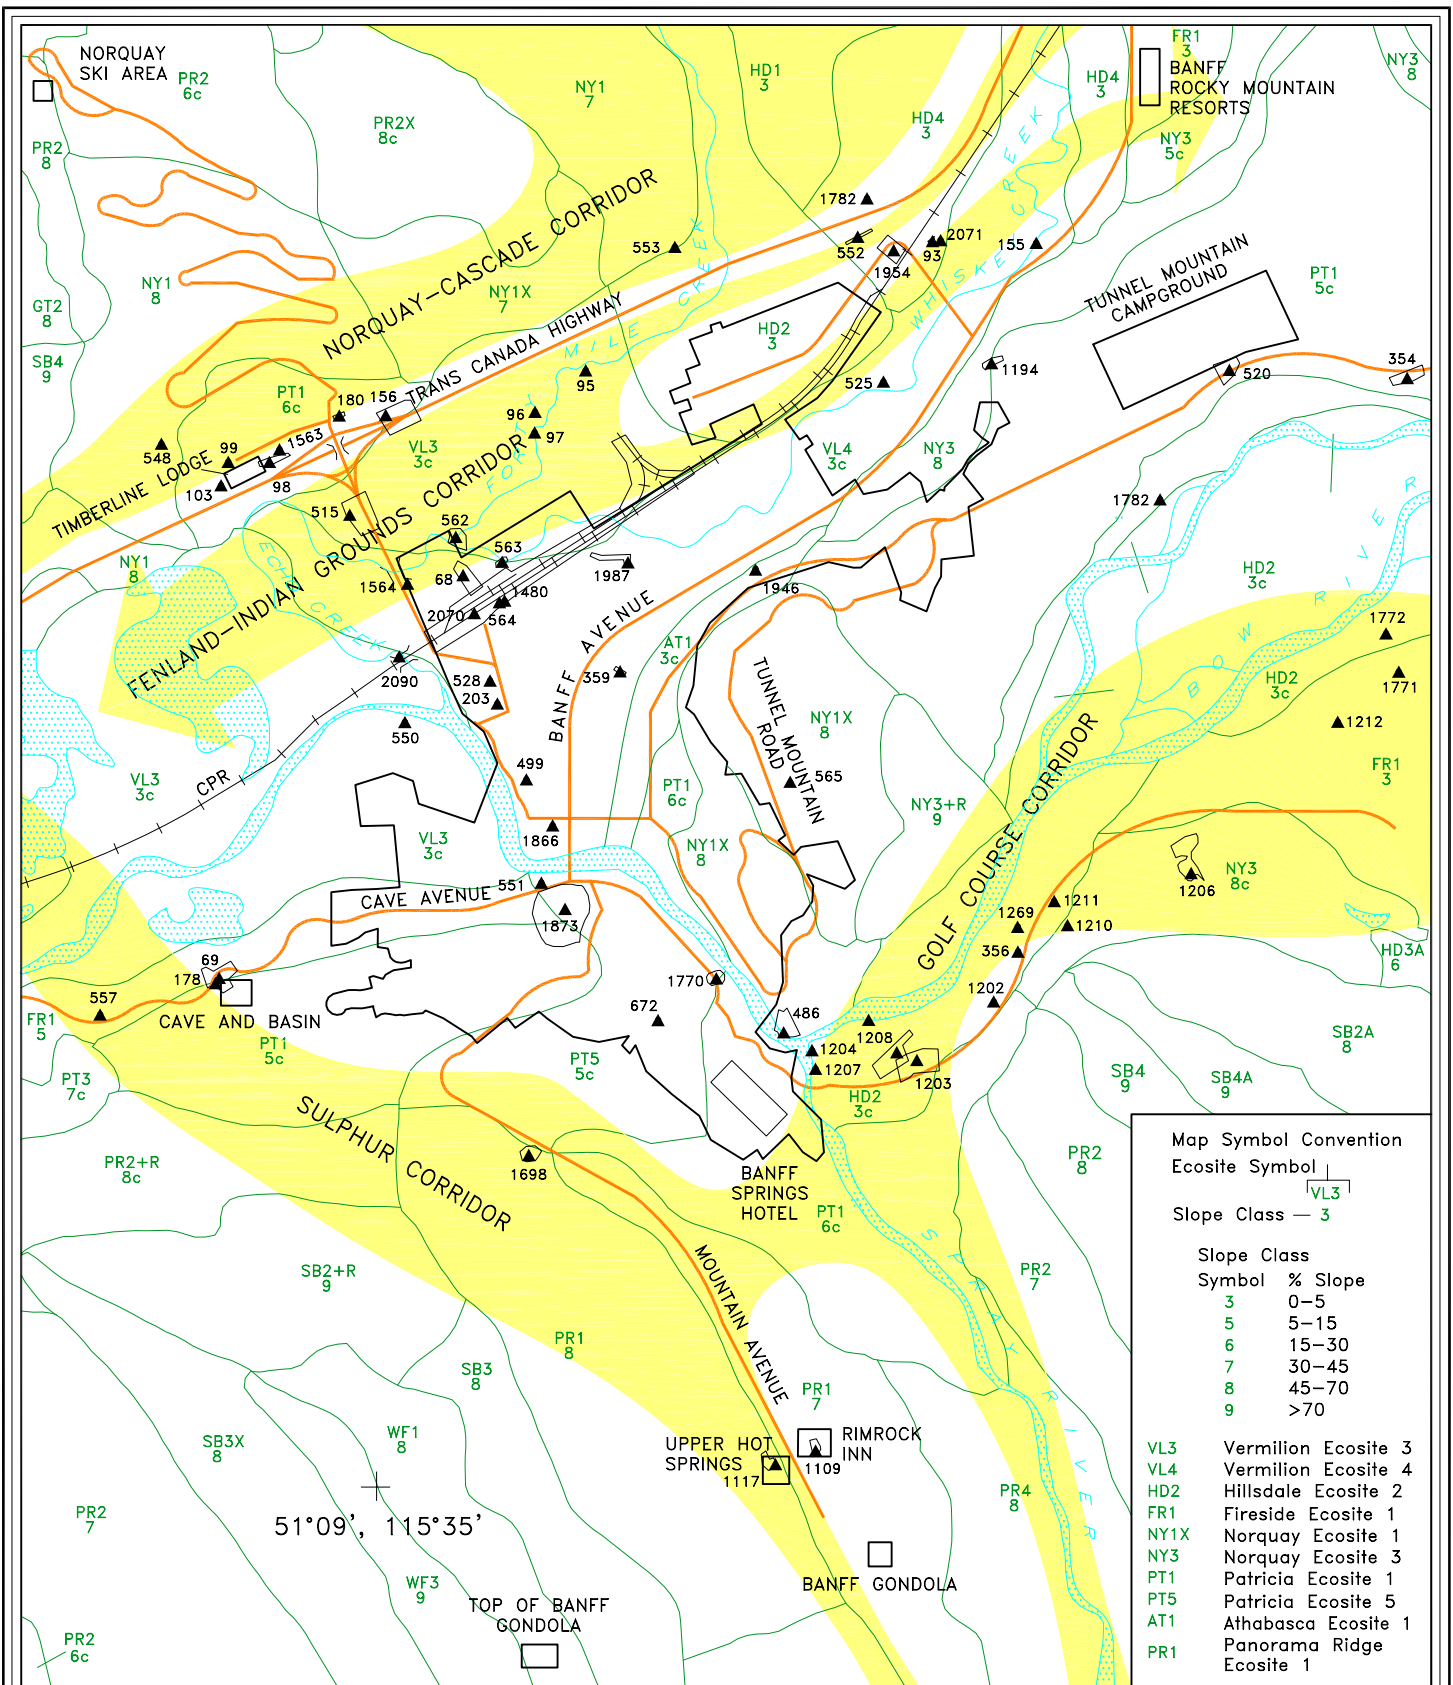 NORQUAY
SKI AREA
PR2
6c
PR2
8
PR2X
8c
NY1
7
HD1
3
HD4
3
HD4
3
FR1
3
BANFF
ROCKY MOUNTAIN
RESORTS
NY3
8
NY3
5c
NORQUAY-CASCADE CORRIDOR
1782
553
552
1954
93
2071
155
WHISKEY CREEK
TUNNEL MOUNTAIN
CAMPGROUND
PT1
5c
NY1
8
GT2
8
SB4
9
NY1X
7
TRANS CANADA HIGHWAY
FORTY MILE CREEK
HD2
3
95
525
1194
520
354
PT1
6c
180
156
96
97
VL3
3c
VL4
3c
NY3
8
548
99
1563
TIMBERLINE LODGE
103
98
515
562
563
68
1564
1480
2070
564
1987
1946
1782
NY1
8
ECHO CREEK
FENLAND-INDIAN GROUNDS CORRIDOR
HD2
3c
BOW RIVER
1772
1771
HD2
3c
1212
FR1
3
2090
528
203
550
359
BANFF AVENUE
AT1
3c
TUNNEL MOUNTAIN
ROAD
NY1X
8
565
VL3
3c
CPR
499
PT1
6c
NY3+R
9
GOLF COURSE CORRIDOR
1866
VL3
3c
NY1X
8
551
CAVE AVENUE
1873
1206
NY3
8c
1211
1269
1210
356
HD3A
6
69
178
557
FR1
5
CAVE AND BASIN
PT1
5c
1770
672
486
1202
1208
1204
1207
1203
SB2A
8
PT5
5c
PT3
7c
HD2
3c
SB4
9
SB4A
9
SULPHUR CORRIDOR
PR2+R
8c
1698
BANFF
SPRINGS
HOTEL
PT1
6c
PR2
8
SPRAY RIVER
SB2+R
9
PR2
7
MOUNTAIN AVENUE
PR1
8
SB3
8
PR1
7
SB3X
8
WF1
8
UPPER HOT
SPRINGS
1117
RIMROCK
INN
1109
PR2
7
51°09', 115°35'
PR4
8
WF3
9
BANFF GONDOLA
TOP OF BANFF
GONDOLA
PR2
6c
Map Symbol Convention
Ecosite Symbol
VL3
Slope Class — 3
Slope Class
Symbol % Slope
3 0-5
5 5-15
6 15-30
7 30-45
8 45-70
9 >70
VL3 Vermilion Ecosite 3
VL4 Vermilion Ecosite 4
HD2 Hillsdale Ecosite 2
FR1 Fireside Ecosite 1
NY1X Norquay Ecosite 1
NY3 Norquay Ecosite 3
PT1 Patricia Ecosite 1
PT5 Patricia Ecosite 5
AT1 Athabasca Ecosite 1
PR1 Panorama Ridge
Ecosite 1